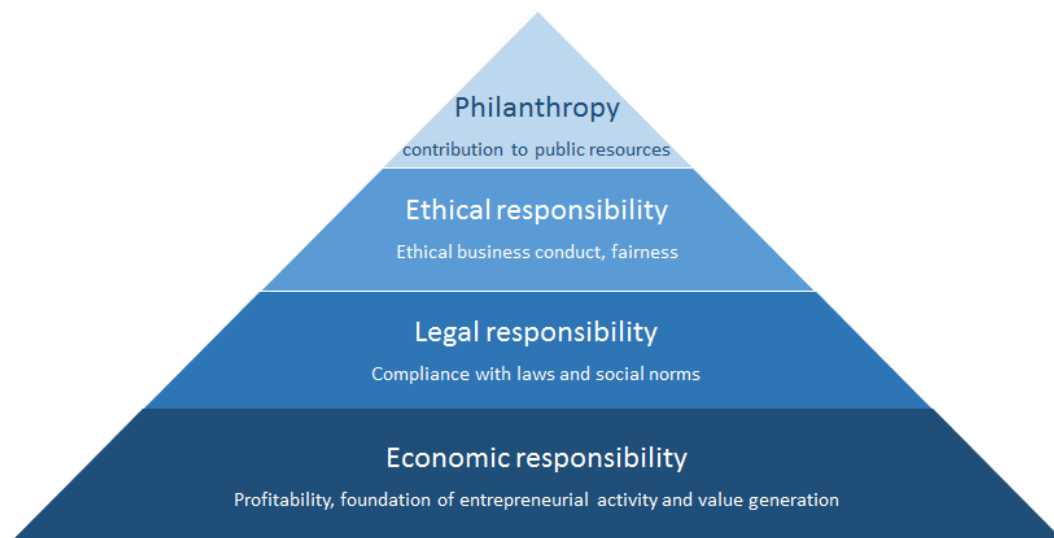 Philanthropy
contribution to public resources
Ethical responsibility
Ethical business conduct, fairness
Legal responsibility
Compliance with laws and social norms
Economic responsibility
Profitability, foundation of entrepreneurial activity and value generation